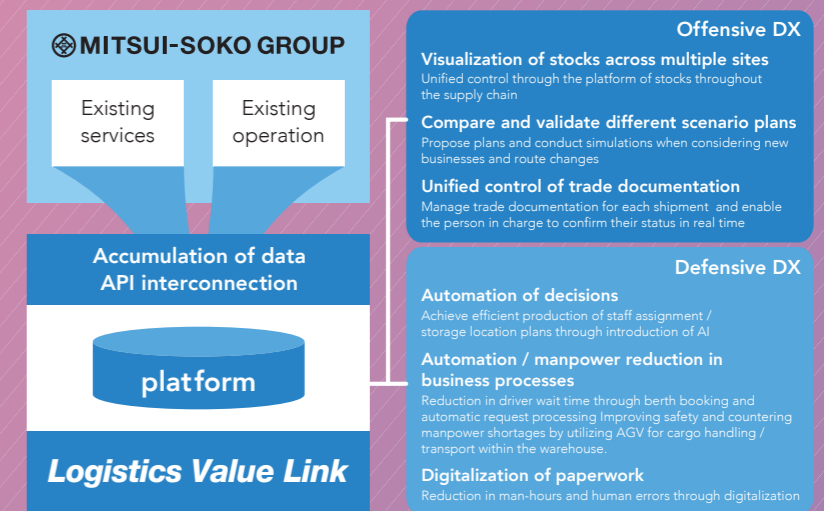 MITSUI-SOKO GROUP
Existing
services
Existing
operation
Accumulation of data
API interconnection
platform
Logistics Value Link
Offensive DX
Visualization of stocks across multiple sites
Unified control through the platform of stocks throughout
the supply chain
Compare and validate different scenario plans
Propose plans and conduct simulations when considering new
businesses and route changes
Unified control of trade documentation
Manage trade documentation for each shipment and enable
the person in charge to confirm their status in real time
Defensive DX
Automation of decisions
Achieve efficient production of staff assignment /
storage location plans through introduction of AI
Automation / manpower reduction in
business processes
Reduction in driver wait time through berth booking and
automatic request processing Improving safety and countering
manpower shortages by utilizing AGV for cargo handling /
transport within the warehouse.
Digitalization of paperwork
Reduction in man-hours and human errors through digitalization